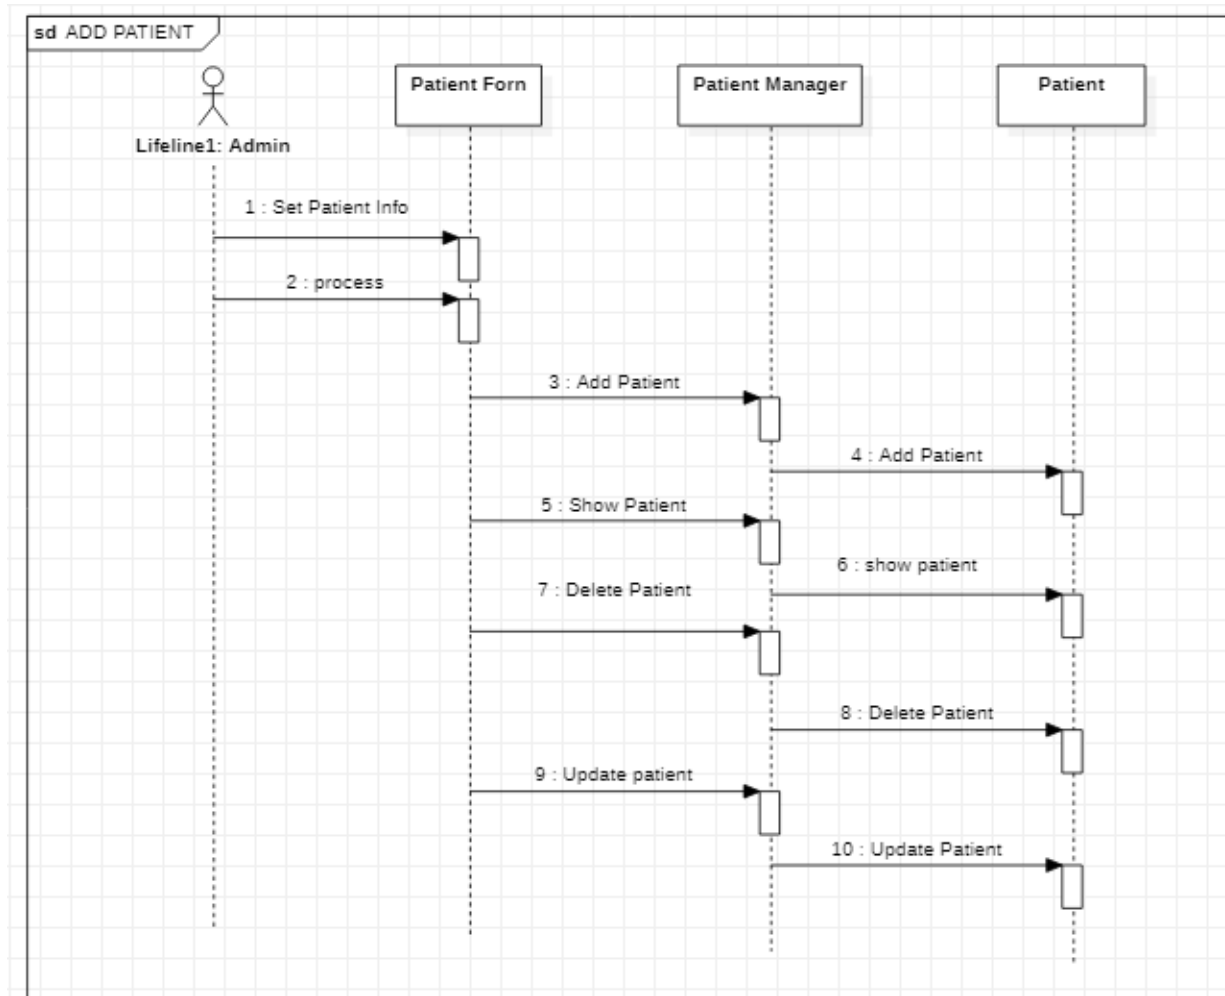 sd ADD PATIENT
Patient Forn
Patient Manager
Patient
Lifeline1: Admin
1 : Set Patient Info
2 : process
3 : Add Patient
4 : Add Patient
5 : Show Patient
6 : show patient
7 : Delete Patient
8 : Delete Patient
9 : Update patient
10 : Update Patient